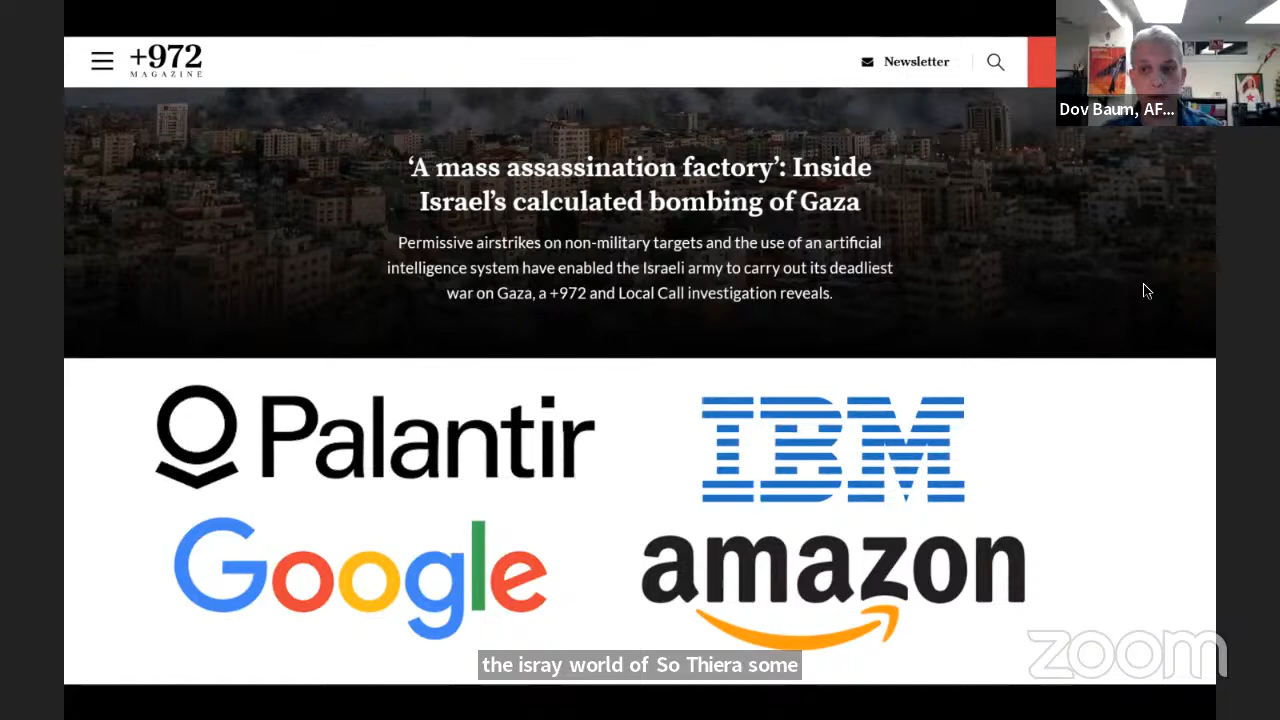 +972
MAGAZINE
Newsletter
Dov Baum, AF...
‘A mass assassination factory’: Inside
Israel’s calculated bombing of Gaza
Permissive airstrikes on non-military targets and the use of an artificial
intelligence system have enabled the Israeli army to carry out its deadliest
war on Gaza, a +972 and Local Call investigation reveals.
Palantir
IBM
Google
amazon
the isray world of So Thiera some
zoom